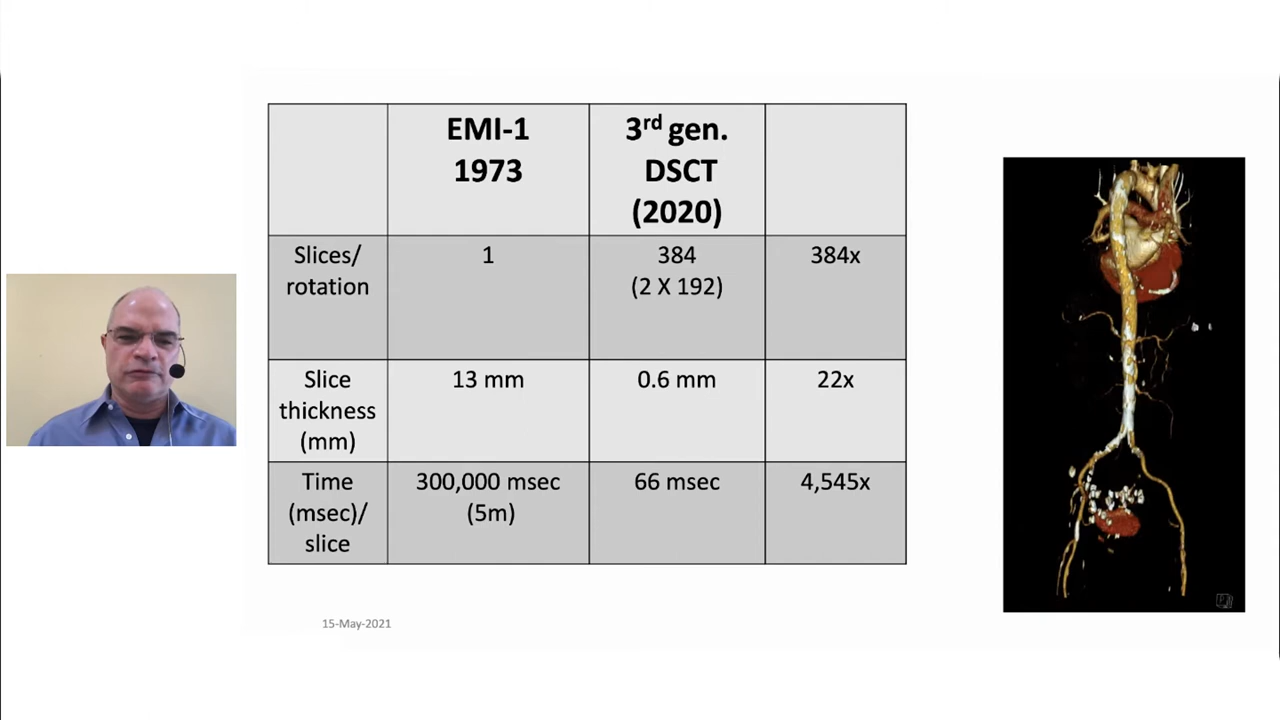 EMI-1
1973
3rd gen.
DSCT
(2020)
Slices/
rotation
1
384
(2 X 192)
384x
Slice
thickness
(mm)
13 mm
0.6 mm
22x
Time
(msec)/
slice
300,000 msec
(5m)
66 msec
4,545x
15-May-2021